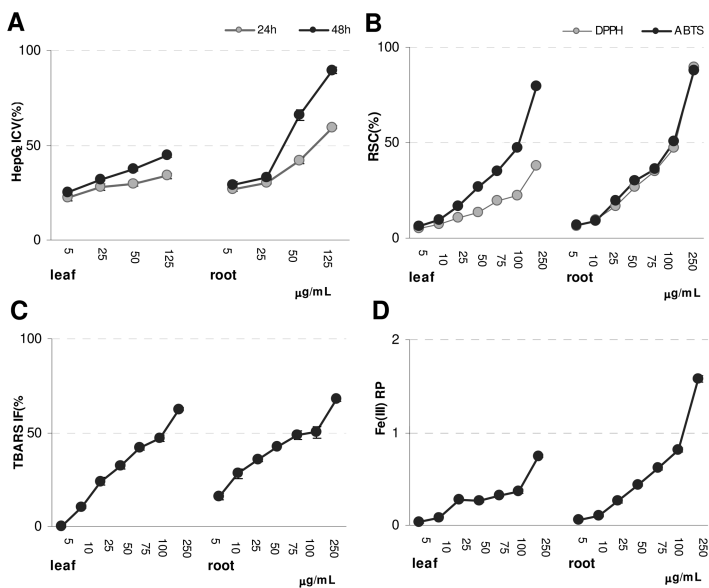 A
24h 48h
100
50
0
HepG2 ICV(%)
5 25 50 125 5 25 50 125
leaf root
µg/mL
B
DPPH ABTS
100
50
0
RSC(%)
5 10 25 50 75 100 250 5 10 25 50 75 100 250
leaf root
µg/mL
C
100
50
0
TBARS IF(%
5 10 25 50 75 100 250 5 10 25 50 75 100 250
leaf root
µg/mL
D
2
1
0
Fe(III) RP
5 10 25 50 75 100 250 5 10 25 50 75 100 250
leaf root
µg/mL